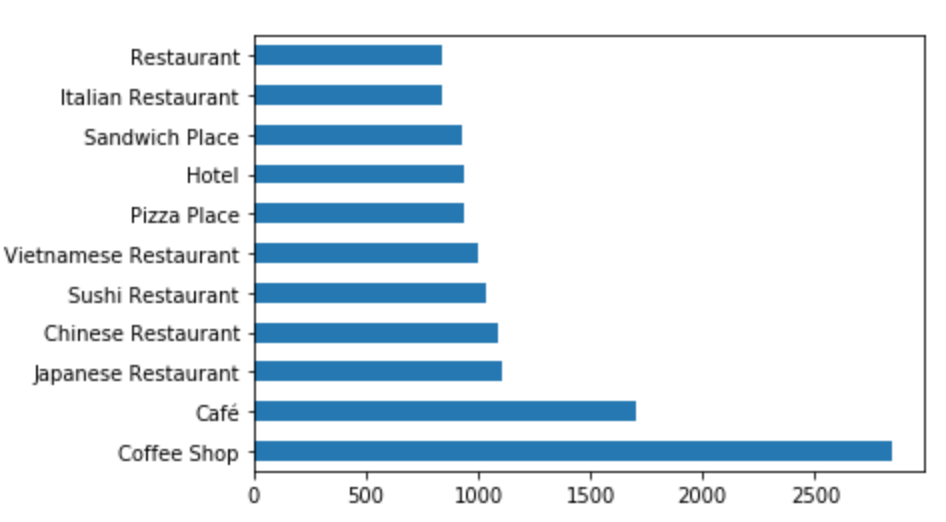 Restaurant
Italian Restaurant
Sandwich Place
Hotel
Pizza Place
Vietnamese Restaurant
Sushi Restaurant
Chinese Restaurant
Japanese Restaurant
Café
Coffee Shop
0 500 1000 1500 2000 2500